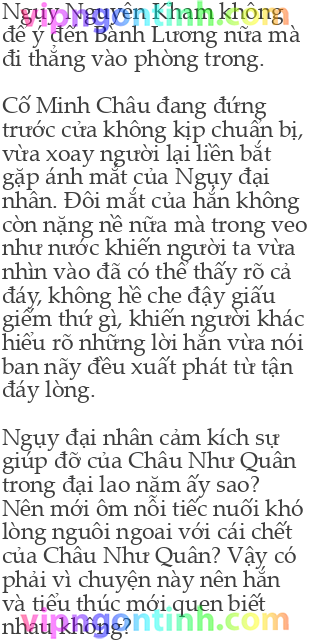 Ngụy Nguyên Kham không
để ý đến Bành Lương nữa mà
đi thẳng vào phòng trong.
Cố Minh Châu đang đứng
trước cửa không kịp chuẩn bị,
vừa xoay người lại liền bắt
gặp ánh mắt của Ngụy đại
nhân. Đôi mắt của hắn không
còn nặng nề nữa mà trong veo
như nước khiến người ta vừa
nhìn vào đã có thể thấy rõ cả
đáy, không hề che đậy giấu
giếm thứ gì, khiến người khác
hiểu rõ những lời hắn vừa nói
ban nãy đều xuất phát từ tận
đáy lòng.
Ngụy đại nhân cảm kích sự
giúp đỡ của Châu Như Quân
trong đại lao năm ấy sao?
Nên mới ôm nỗi tiếc nuối khó
lòng nguôi ngoai với cái chết
của Châu Như Quân? Vậy có
phải vì chuyện này nên hắn
và tiểu thúc mới quen biết
nhau không?
vipngontinh.com
vipngontinh.com